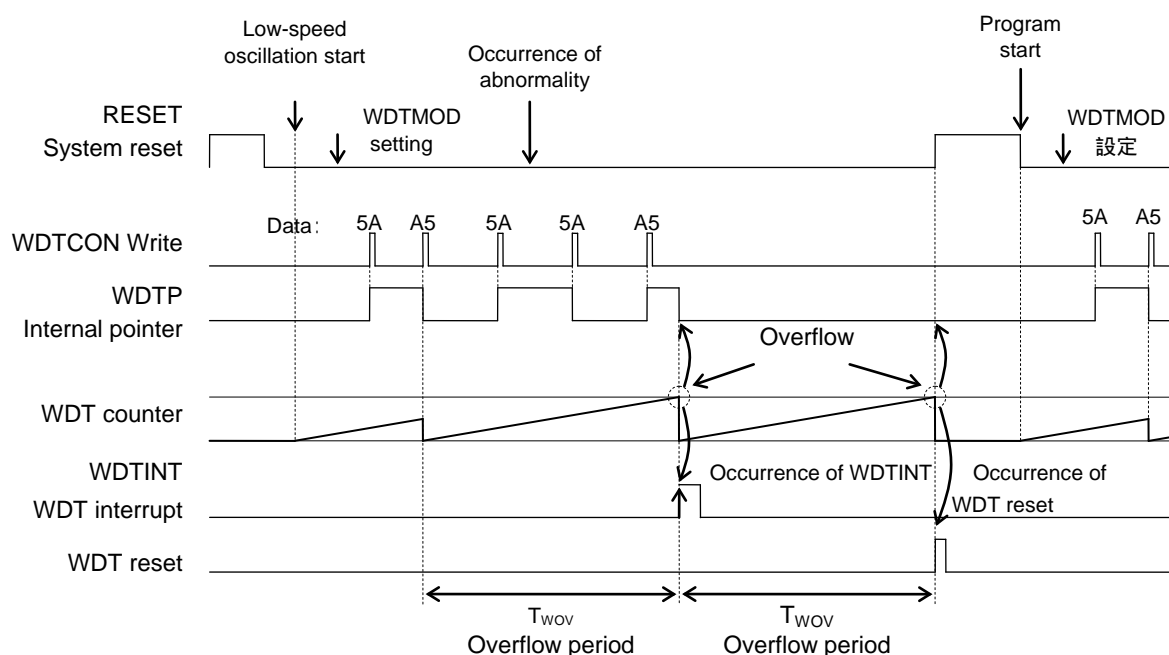 Low-speed
oscillation start
Occurrence of
abnormality
Program
start
RESET
System reset
WDTMOD
setting
WDTMOD
設定
Data:
5A
A5
5A
5A
A5
5A
A5
WDTCON Write
WDTP
Internal pointer
Overflow
WDT counter
WDTINT
WDT interrupt
Occurrence of WDTINT
Occurrence of
WDT reset
WDT reset
TWOV
Overflow period
TWOV
Overflow period